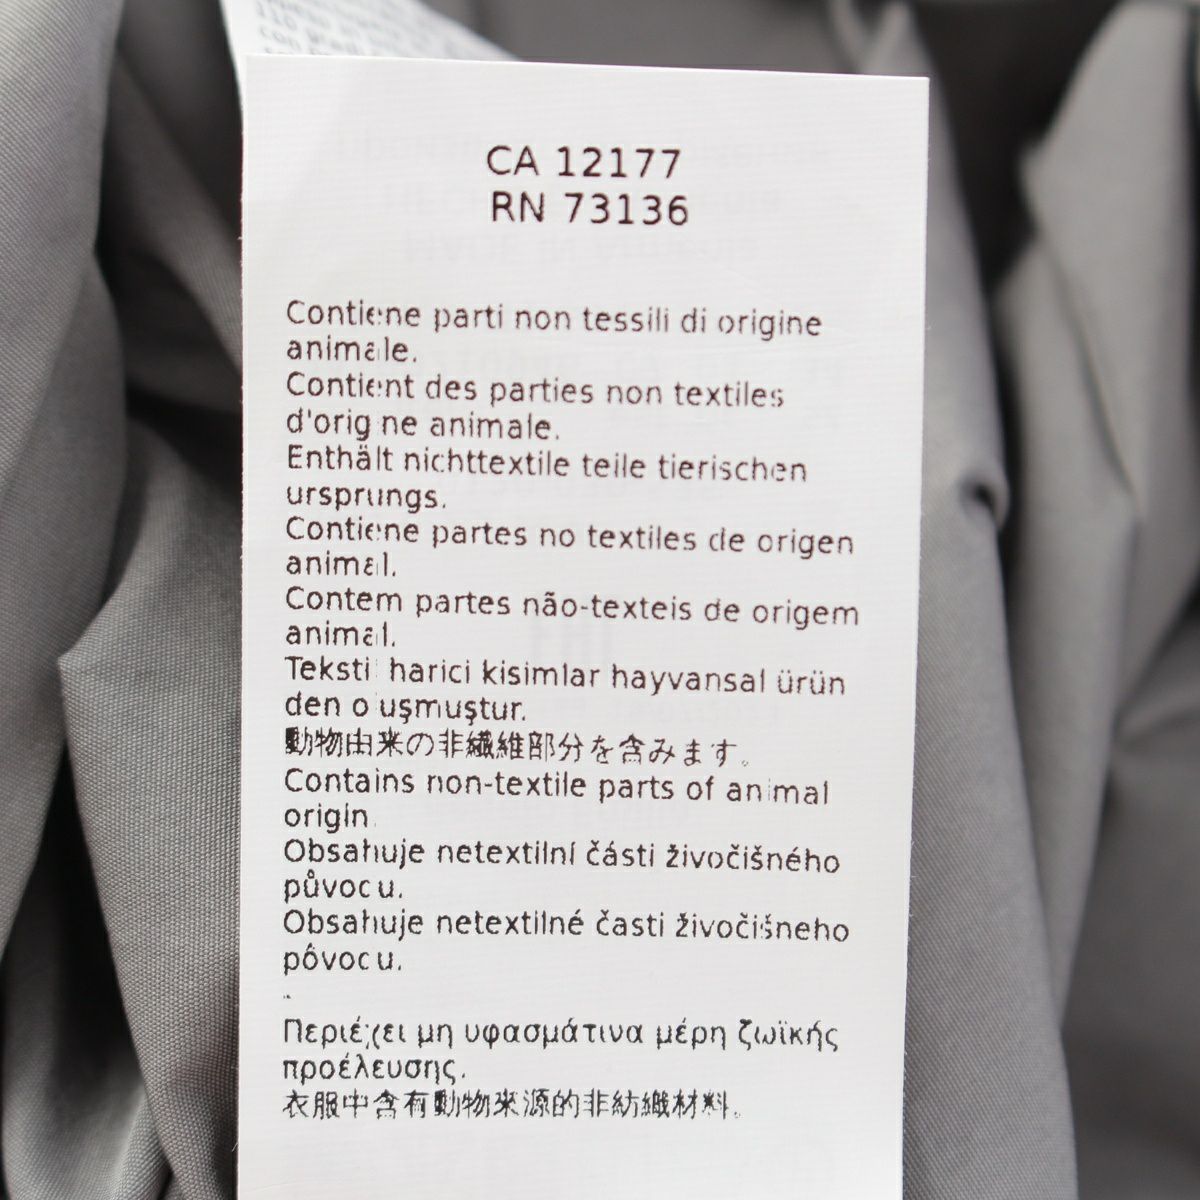 CA 12177
RN 73136
Contiene parti non tessili di origine
animale.
Contient des parties non textiles
d'origine animale.
Enthält nichttextile teile tierischen
ursprungs.
Contiene partes no textiles de origen
animal.
Contem partes não-texteis de origem
animal.
Teksti harici kisimlar hayvansal ürün
den oluşmuştur.
動物由来の非繊維部分を含みます。
Contains non-textile parts of animal
origin.
Obsahuje netextilní části živočišného
původu.
Obsahuje netextilné časti živočišneho
pôvocu.
.
Περιέχει μη υφασμάτινα μέρη ζωϊκής
προέλευσης.
衣服中含有動物來源的非紡織材料。